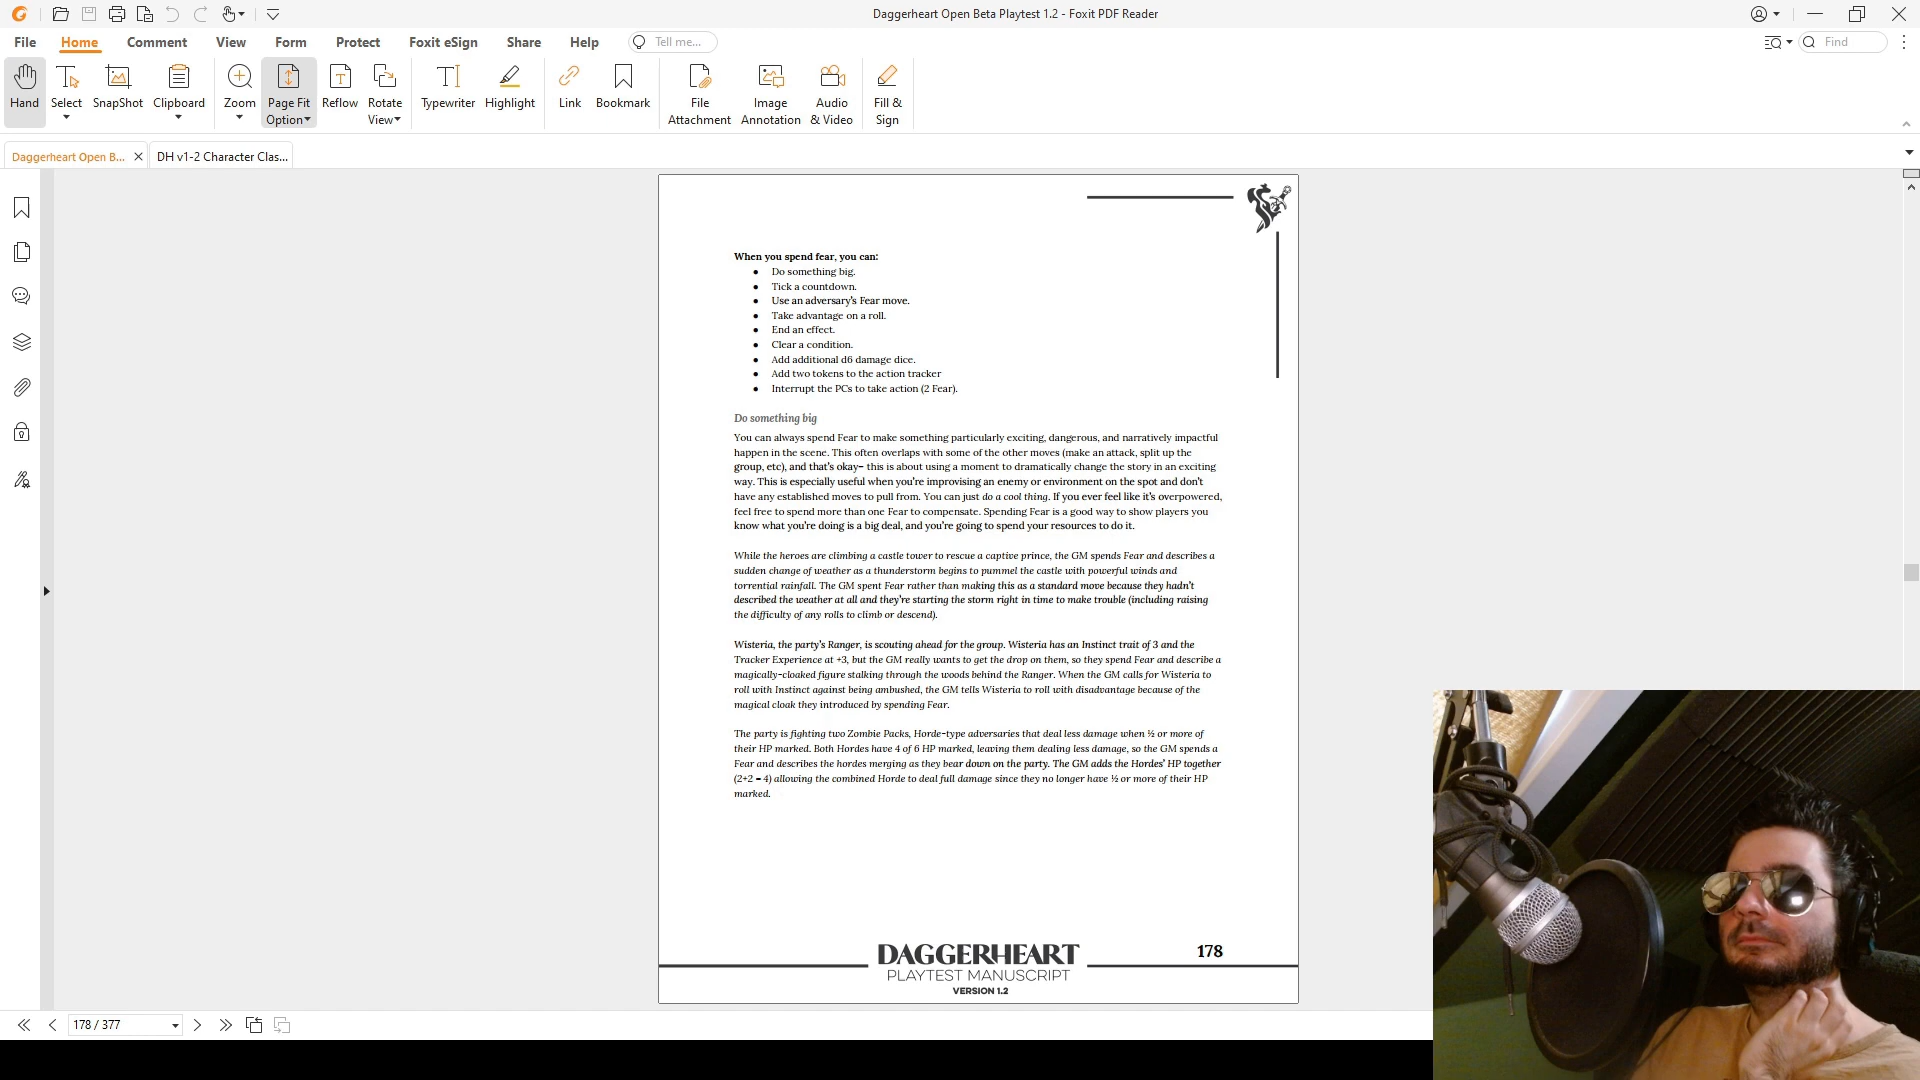 Daggerheart Open Beta Playtest 1.2 - Foxit PDF Reader
File Home Comment View Form Protect Foxit eSign Share Help Tell me... Find
Hand Select SnapShot Clipboard Zoom Page Fit Option Reflow Rotate View Typewriter Highlight Link Bookmark File Attachment Image Annotation Audio & Video Fill & Sign
Daggerheart Open B... DH v1-2 Character Clas...
When you spend fear, you can:
● Do something big.
● Tick a countdown.
● Use an adversary's Fear move.
● Take advantage on a roll.
● End an effect.
● Clear a condition.
● Add additional d6 damage dice.
● Add two tokens to the action tracker
● Interrupt the PCs to take action (2 Fear).
Do something big
You can always spend Fear to make something particularly exciting, dangerous, and narratively impactful
happen in the scene. This often overlaps with some of the other moves (make an attack, split up the
group, etc), and that's okay– this is about using a moment to dramatically change the story in an exciting
way. This is especially useful when you're improvising an enemy or environment on the spot and don't
have any established moves to pull from. You can just do a cool thing. If you ever feel like it's overpowered,
feel free to spend more than one Fear to compensate. Spending Fear is a good way to show players you
know what you're doing is a big deal, and you're going to spend your resources to do it.
While the heroes are climbing a castle tower to rescue a captive prince, the GM spends Fear and describes a
sudden change of weather as a thunderstorm begins to pummel the castle with powerful winds and
torrential rainfall. The GM spent Fear rather than making this as a standard move because they hadn't
described the weather at all and they're starting the storm right in time to make trouble (including raising
the difficulty of any rolls to climb or descend).
Wisteria, the party's Ranger, is scouting ahead for the group. Wisteria has an Instinct trait of 3 and the
Tracker Experience at +3, but the GM really wants to get the drop on them, so they spend Fear and describe a
magically-cloaked figure stalking through the woods behind the Ranger. When the GM calls for Wisteria to
roll with Instinct against being ambushed, the GM tells Wisteria to roll with disadvantage because of the
magical cloak they introduced by spending Fear.
The party is fighting two Zombie Packs, Horde-type adversaries that deal less damage when ½ or more of
their HP marked. Both Hordes have 4 of 6 HP marked, leaving them dealing less damage, so the GM spends a
Fear and describes the hordes merging as they bear down on the party. The GM adds the Hordes' HP together
(2+2 = 4) allowing the combined Horde to deal full damage since they no longer have ½ or more of their HP
marked.
DAGGERHEART 178
PLAYTEST MANUSCRIPT
VERSION 1.2
178 / 377